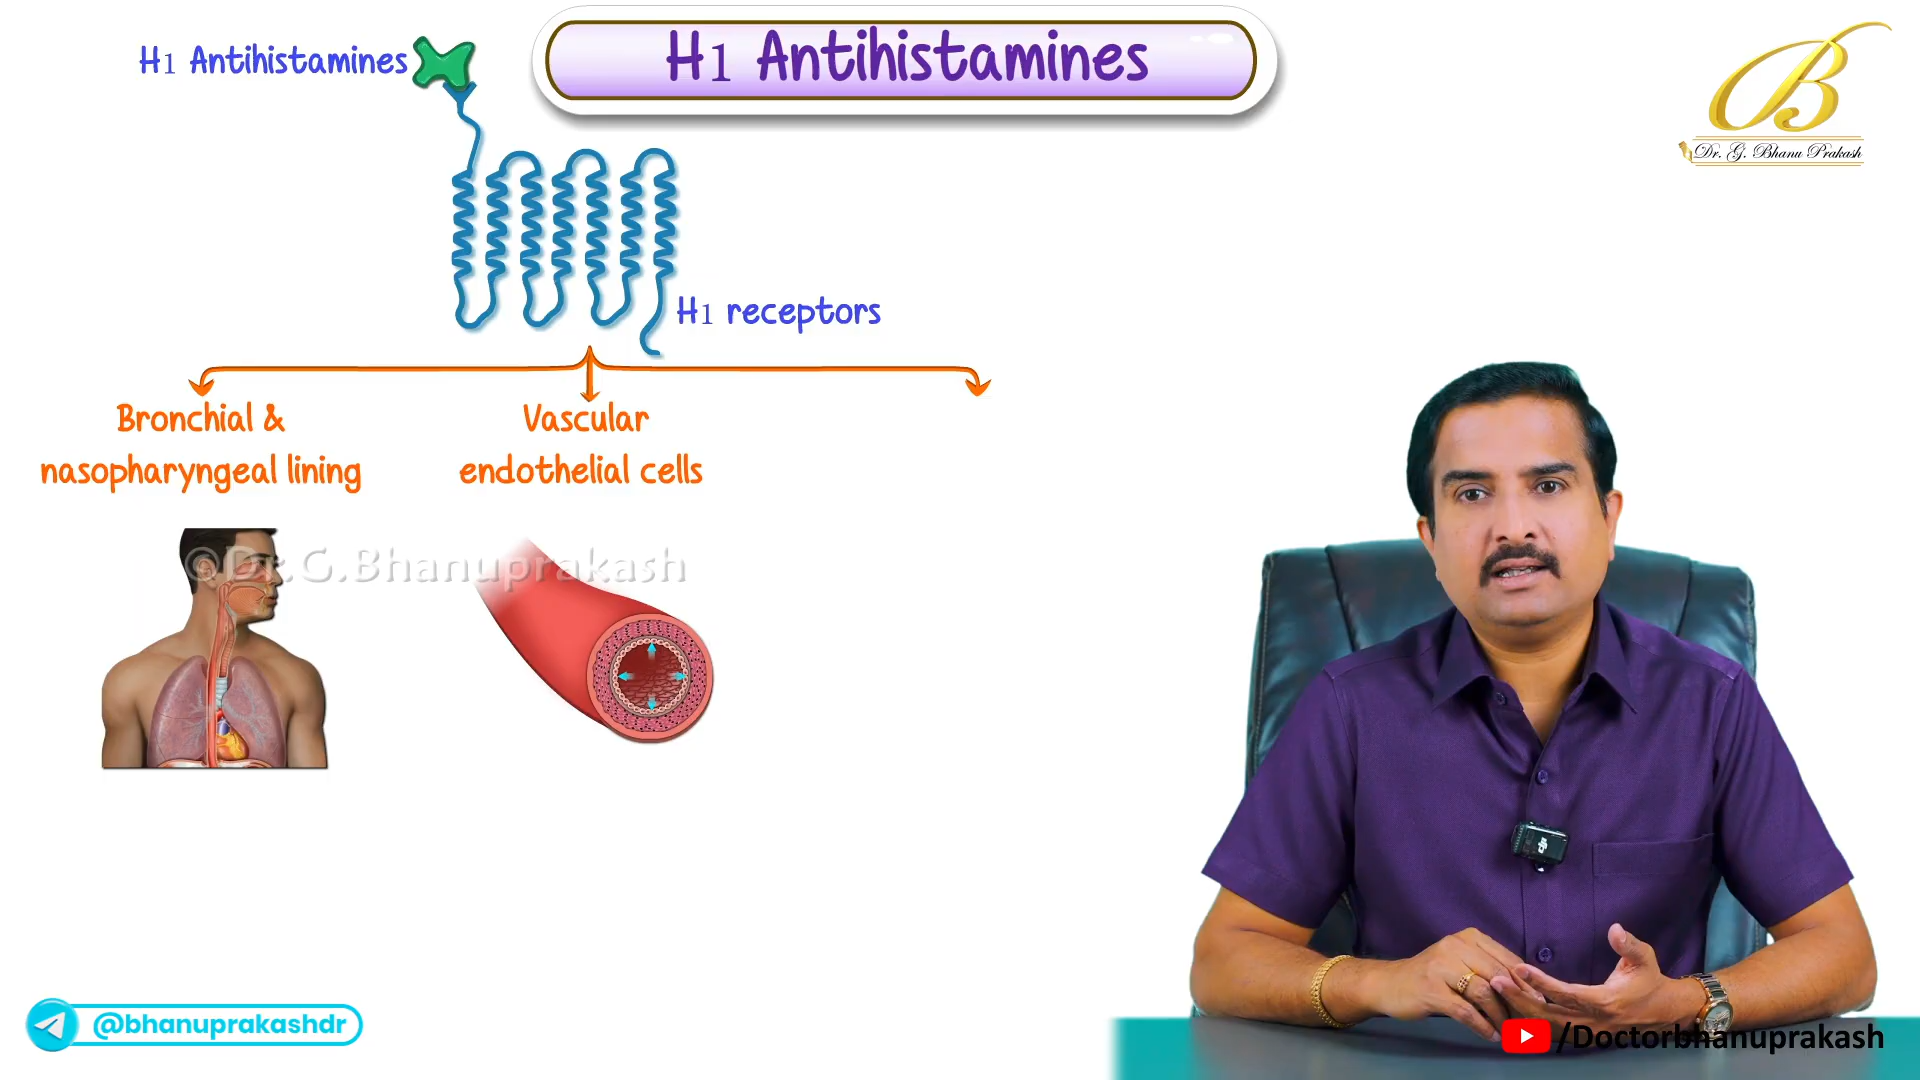 H1 Antihistamines
H1 Antihistamines
B
Dr. G. Bhanu Prakash
H1 receptors
Bronchial &
nasopharyngeal lining
Vascular
endothelial cells
©Dr.G.Bhanuprakash
dji
@bhanuprakashdr
/Doctorbhanuprakash